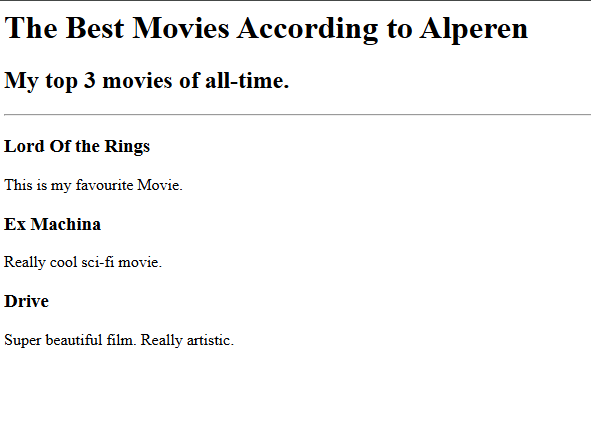 The Best Movies According to Alperen
My top 3 movies of all-time.
Lord Of the Rings
This is my favourite Movie.
Ex Machina
Really cool sci-fi movie.
Drive
Super beautiful film. Really artistic.